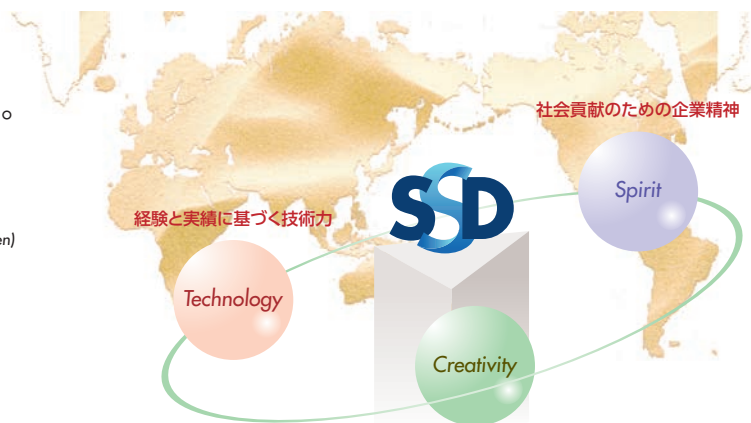 。
社会貢献のための企業精神
Spirit
SSD
経験と実績に基づく技術力
en)
Technology
Creativity